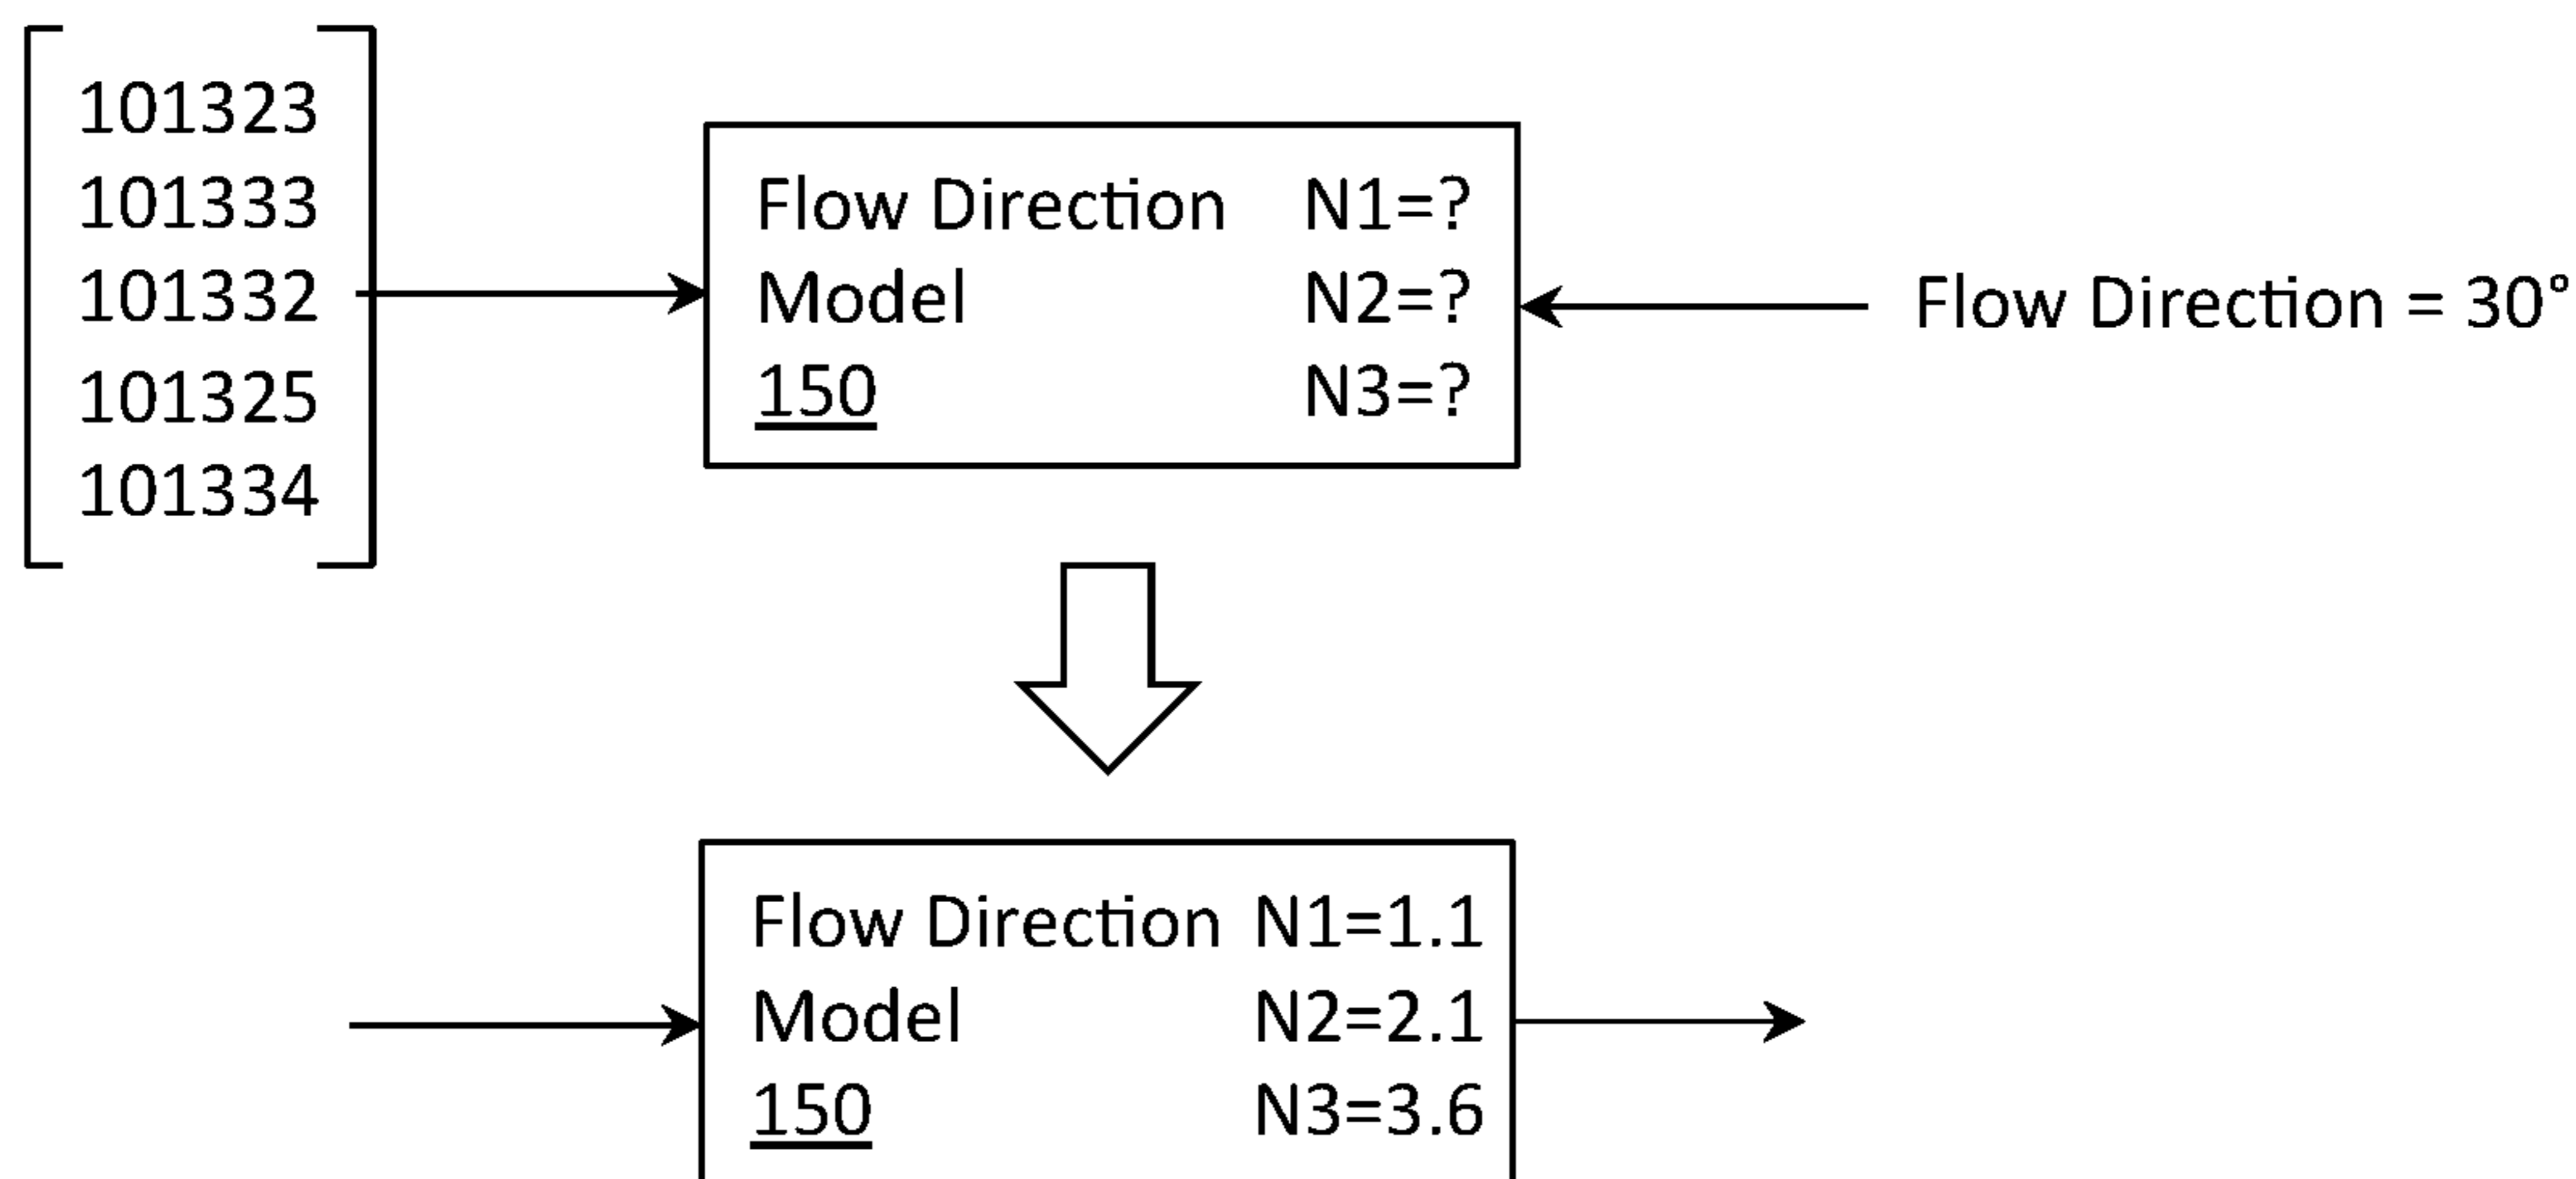 101323
101333
101332
101325
101334
Flow Direction N1=?
Model N2=?
150 N3=?
Flow Direction = 30°
Flow Direction N1=1.1
Model N2=2.1
150 N3=3.6